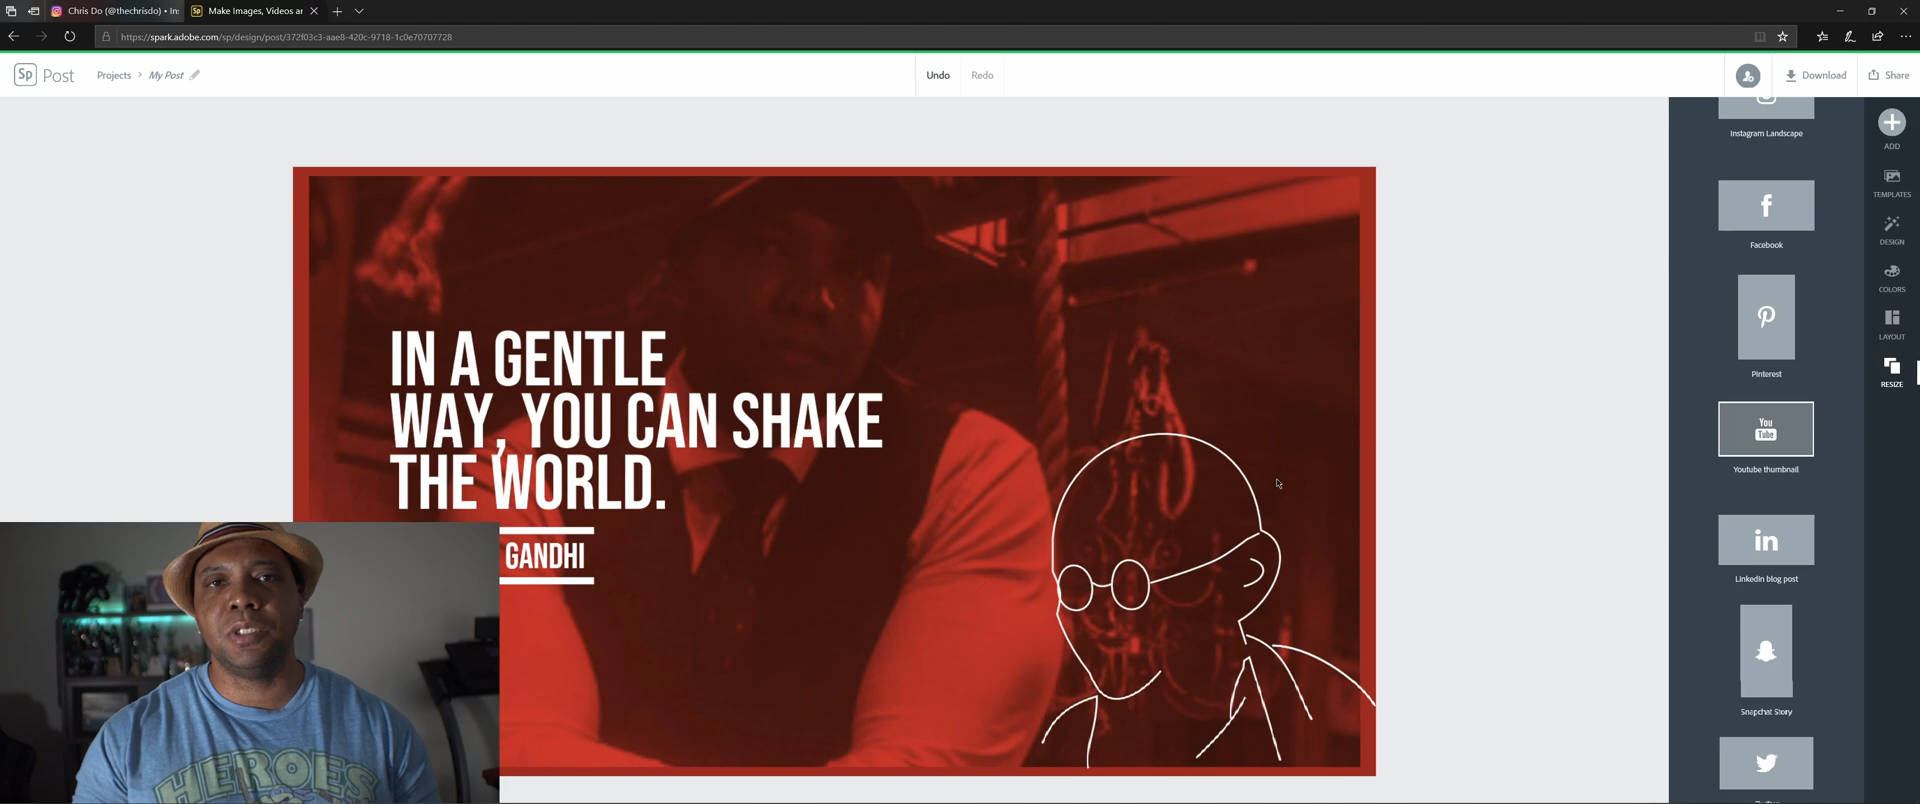 Chris Do (@thechrisdo) • In:
Sp Make Images, Videos ar
https://spark.adobe.com/sp/design/post/372f03c3-aae8-420c-9718-1c0e70707728
Sp Post
Projects > My Post
Undo Redo
Download Share
Instagram Landscape
Facebook
Pinterest
You
Tube
Youtube thumbnail
in
LinkedIn blog post
Snapchat Story
ADD
TEMPLATES
DESIGN
COLORS
LAYOUT
RESIZE
IN A GENTLE
WAY, YOU CAN SHAKE
THE WORLD.
GANDHI
HEROES